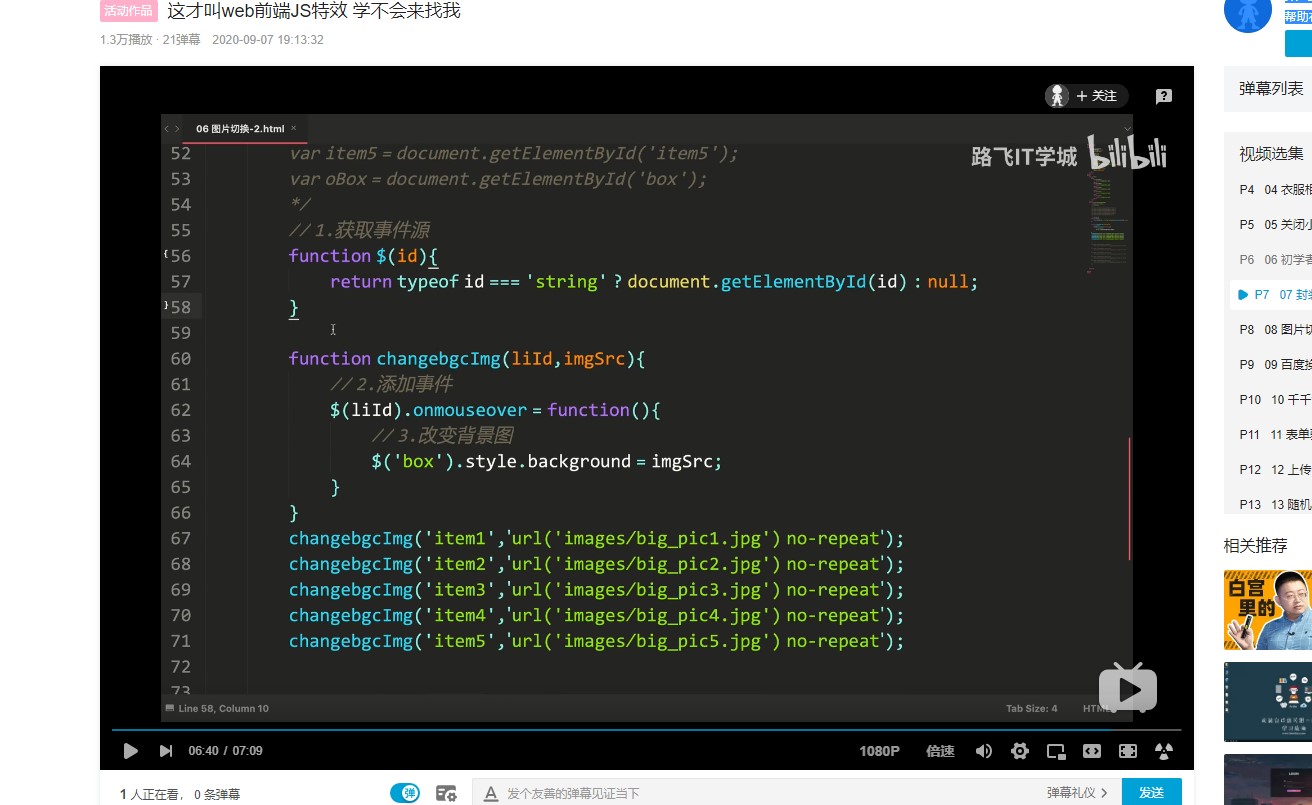 活动作品 这才叫web前端JS特效 学不会来找我
1.3万播放 · 21弹幕 2020-09-07 19:13:32
+ 关注
06 图片切换-2.html ×
路飞IT学城 bilibili
52 var item5 = document.getElementById('item5');
53 var oBox = document.getElementById('box');
54 */
55 // 1.获取事件源
56 function $(id){
57 return typeof id === 'string' ? document.getElementById(id) : null;
58 }
59
60 function changebgcImg(liId,imgSrc){
61 // 2.添加事件
62 $(liId).onmouseover = function(){
63 // 3.改变背景图
64 $('box').style.background = imgSrc;
65 }
66 }
67 changebgcImg('item1','url('images/big_pic1.jpg') no-repeat');
68 changebgcImg('item2','url('images/big_pic2.jpg') no-repeat');
69 changebgcImg('item3','url('images/big_pic3.jpg') no-repeat');
70 changebgcImg('item4','url('images/big_pic4.jpg') no-repeat');
71 changebgcImg('item5','url('images/big_pic5.jpg') no-repeat');
72
73
Line 58, Column 10 Tab Size: 4 HTML
06:40 / 07:09 1080P 倍速
1 人正在看， 0 条弹幕 弹 A 发个友善的弹幕见证当下 弹幕礼仪 > 发送
帮助
弹幕列表
视频选集
P4 04 衣服
P5 05 关闭
P6 06 初学
P7 07 封
P8 08 图片
P9 09 百度
P10 10 千千
P11 11 表单
P12 12 上传
P13 13 随机
相关推荐
白宫
里的